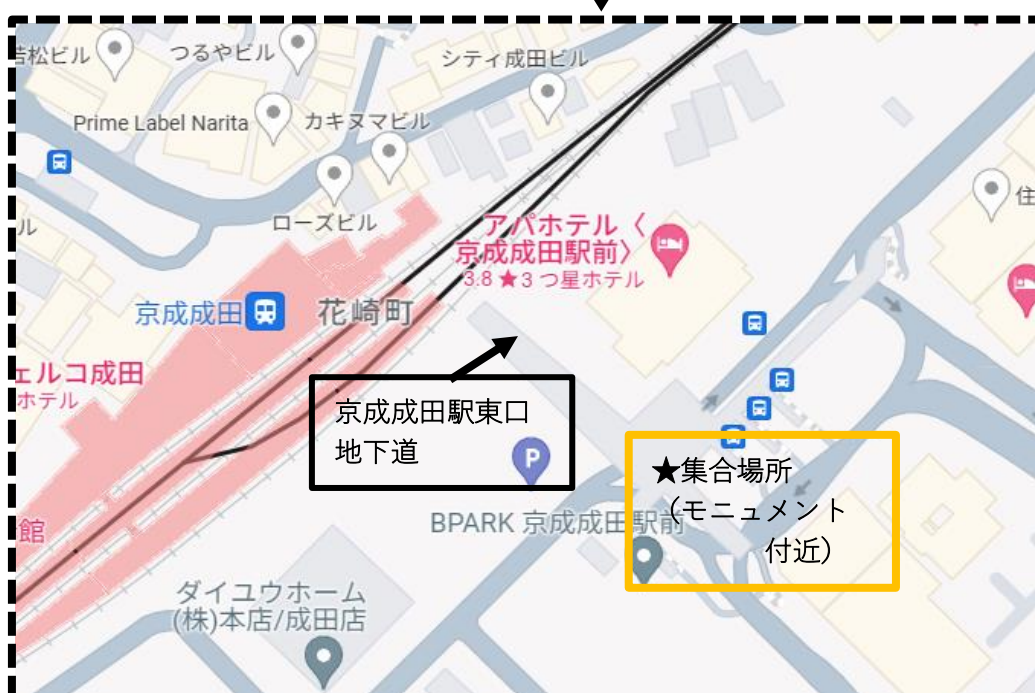 松ビル
つるやビル
シティ成田ビル
Prime Label Narita
カキヌマビル
ル
ローズビル
住
アパホテル〈
京成成田駅前〉
3.8★3つ星ホテル
京成成田
花崎町
ェルコ成田
ホテル
京成成田駅東口
地下道
P
★集合場所
(モニュメント
付近)
BPARK 京成成田駅前
館
ダイユウホーム
(株)本店/成田店